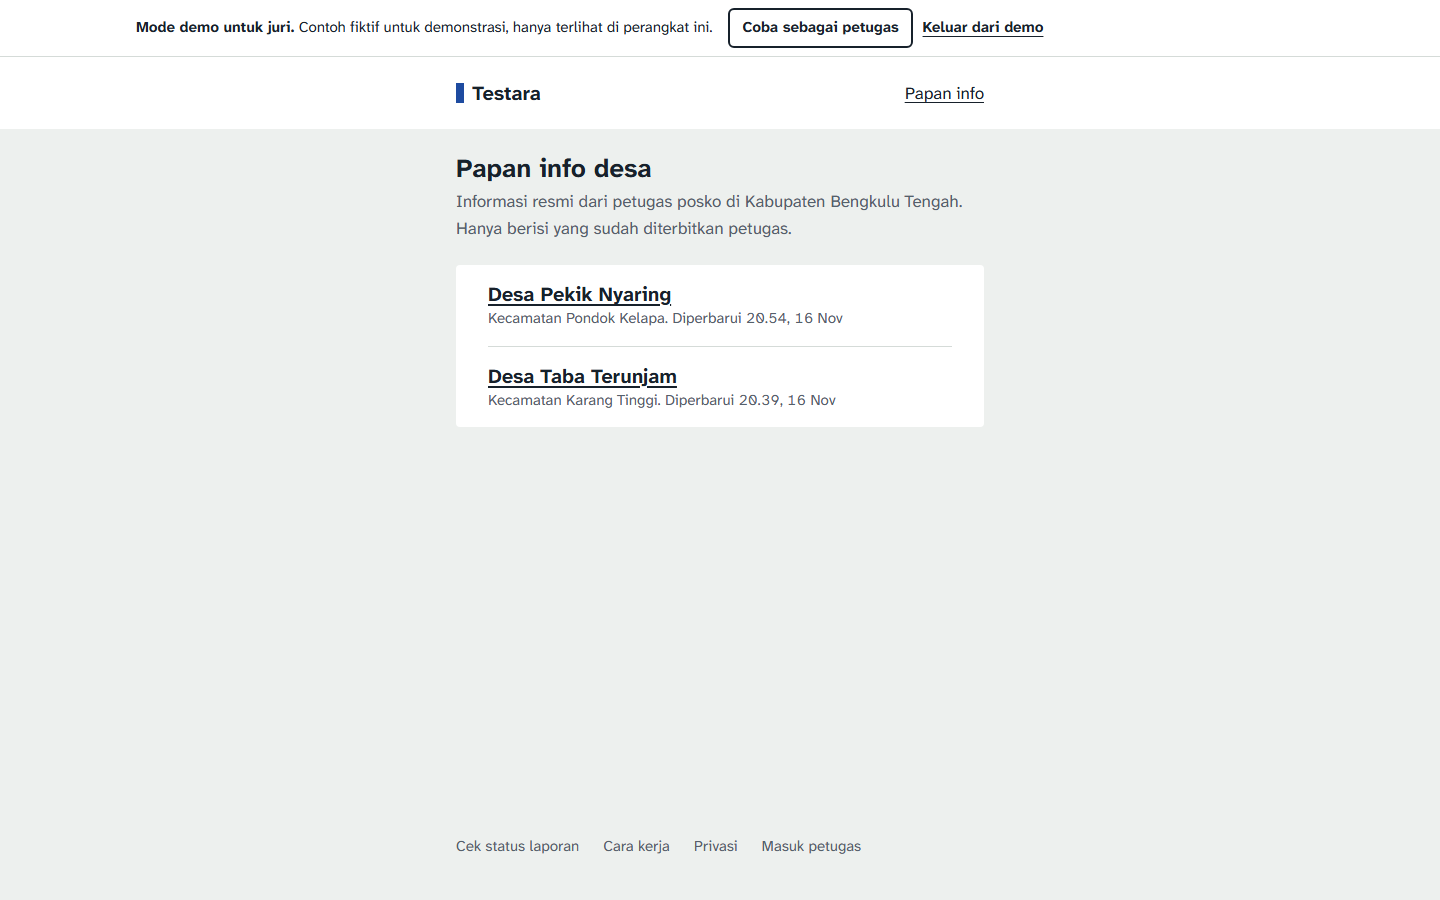 Mode demo untuk juri. Contoh fiktif untuk demonstrasi, hanya terlihat di perangkat ini. Coba sebagai petugas Keluar dari demo
Testara Papan info
Papan info desa
Informasi resmi dari petugas posko di Kabupaten Bengkulu Tengah.
Hanya berisi yang sudah diterbitkan petugas.
Desa Pekik Nyaring
Kecamatan Pondok Kelapa. Diperbarui 20.54, 16 Nov
Desa Taba Terunjam
Kecamatan Karang Tinggi. Diperbarui 20.39, 16 Nov
Cek status laporan Cara kerja Privasi Masuk petugas